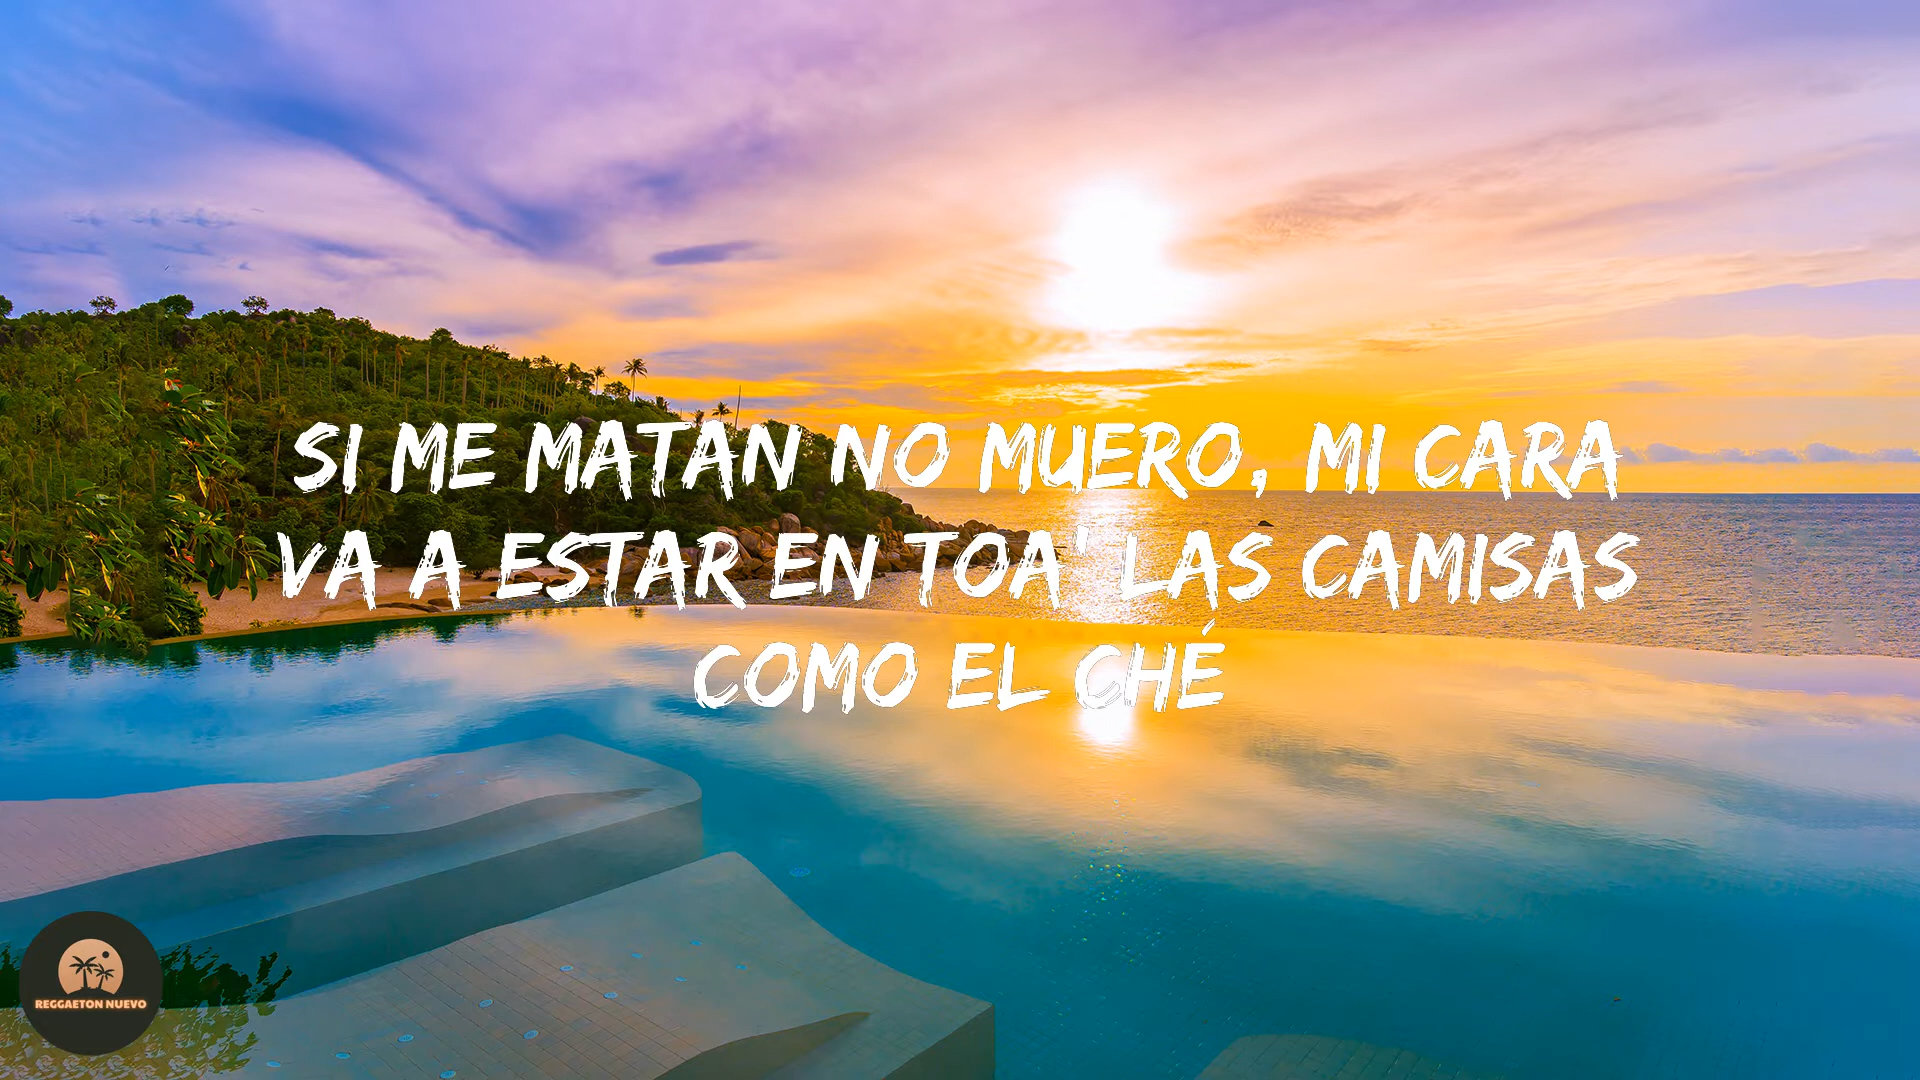 SI ME MATAN NO MUERO, MI CARA
VA A ESTAR EN TOA' LAS CAMISAS
COMO EL CHÉ
REGGAETON NUEVO